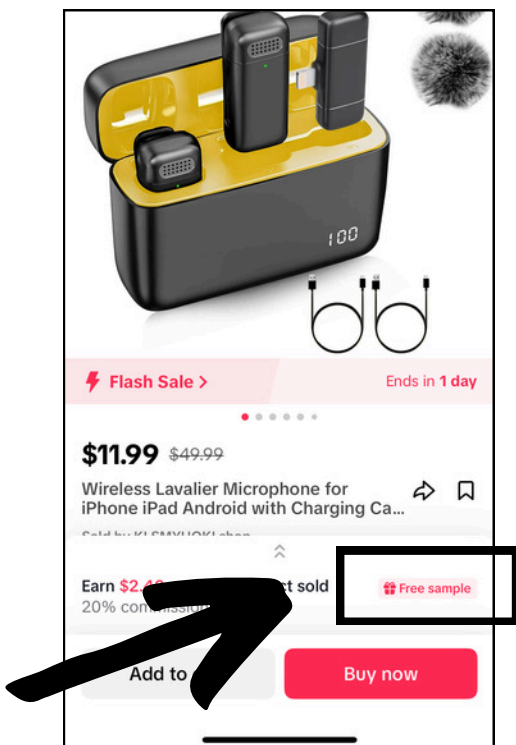 100
Flash Sale >
Ends in 1 day
$11.99 $49.99
Wireless Lavalier Microphone for
iPhone iPad Android with Charging Ca...
Earn sold
20%
Free sample
Add to
Buy now